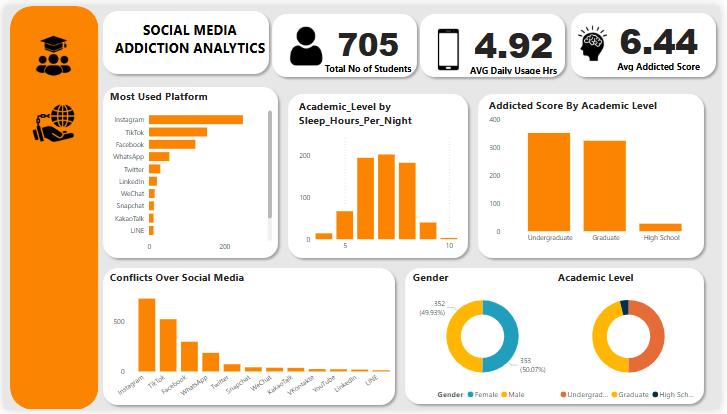 SOCIAL MEDIA
ADDICTION ANALYTICS
705
Total No of Students
4.92
AVG Daily Usage Hrs
6.44
Avg Addicted Score
Most Used Platform
Instagram
TikTok
Facebook
WhatsApp
Twitter
LinkedIn
WeChat
Snapchat
KakaoTalk
LINE
0 200
Academic_Level by
Sleep_Hours_Per_Night
200
100
0
5 10
Addicted Score By Academic Level
400
300
200
100
0
Undergraduate Graduate High School
Conflicts Over Social Media
500
0
Instagram TikTok Facebook WhatsApp Twitter Snapchat WeChat KakaoTalk VKontakte YouTube LinkedIn LINE
Gender
352
(49.93%)
353
(50.07%)
Gender Female Male
Academic Level
Undergrad... Graduate High Sch...